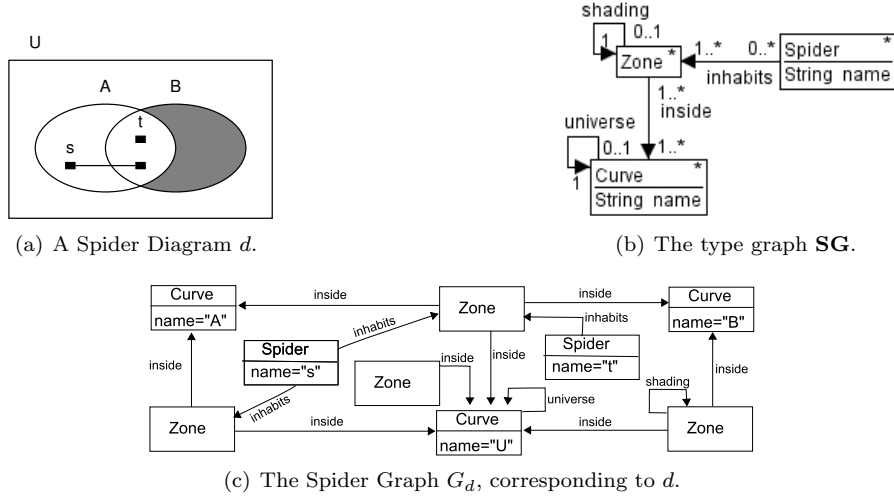 U
A B
t
s
(a) A Spider Diagram d.
shading
1 0..1
Zone *
1..* 0..*
inhabits
Spider *
String name
1..*
inside
universe
0..1 1..*
1
Curve *
String name
(b) The type graph SG.
Curve
name="A"
inside
Zone
inside
Curve
name="B"
inhabits
inhabits
Spider
name="s"
inside
inside
inside
Spider
name="t"
shading
inside
Zone
inhabits
universe
Zone
inside
Curve
name="U"
inside
Zone
(c) The Spider Graph Gd, corresponding to d.